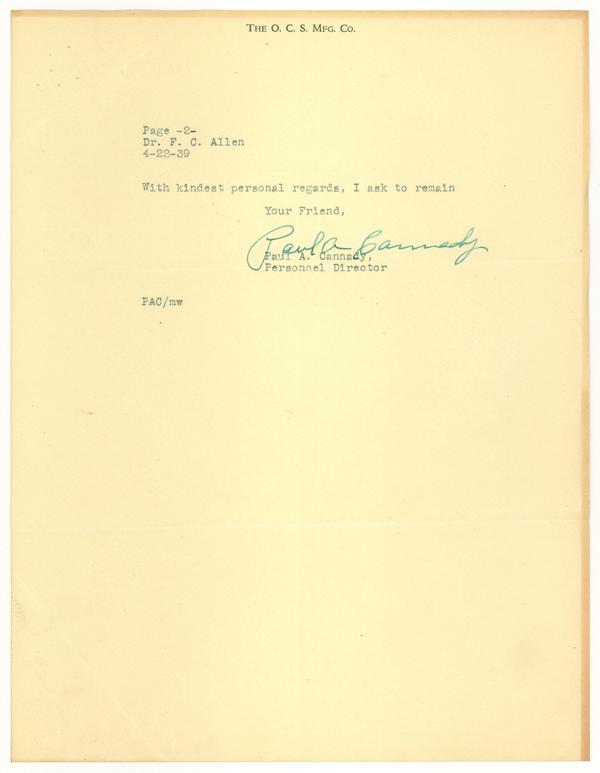 THE O. C. S. MFG. CO.
Page -2-
Dr. F. C. Allen
4-22-39
With kindest personal regards, I ask to remain
Your Friend,
Paul A Cannady
Paul A. Cannady,
Personnel Director
PAC/mw